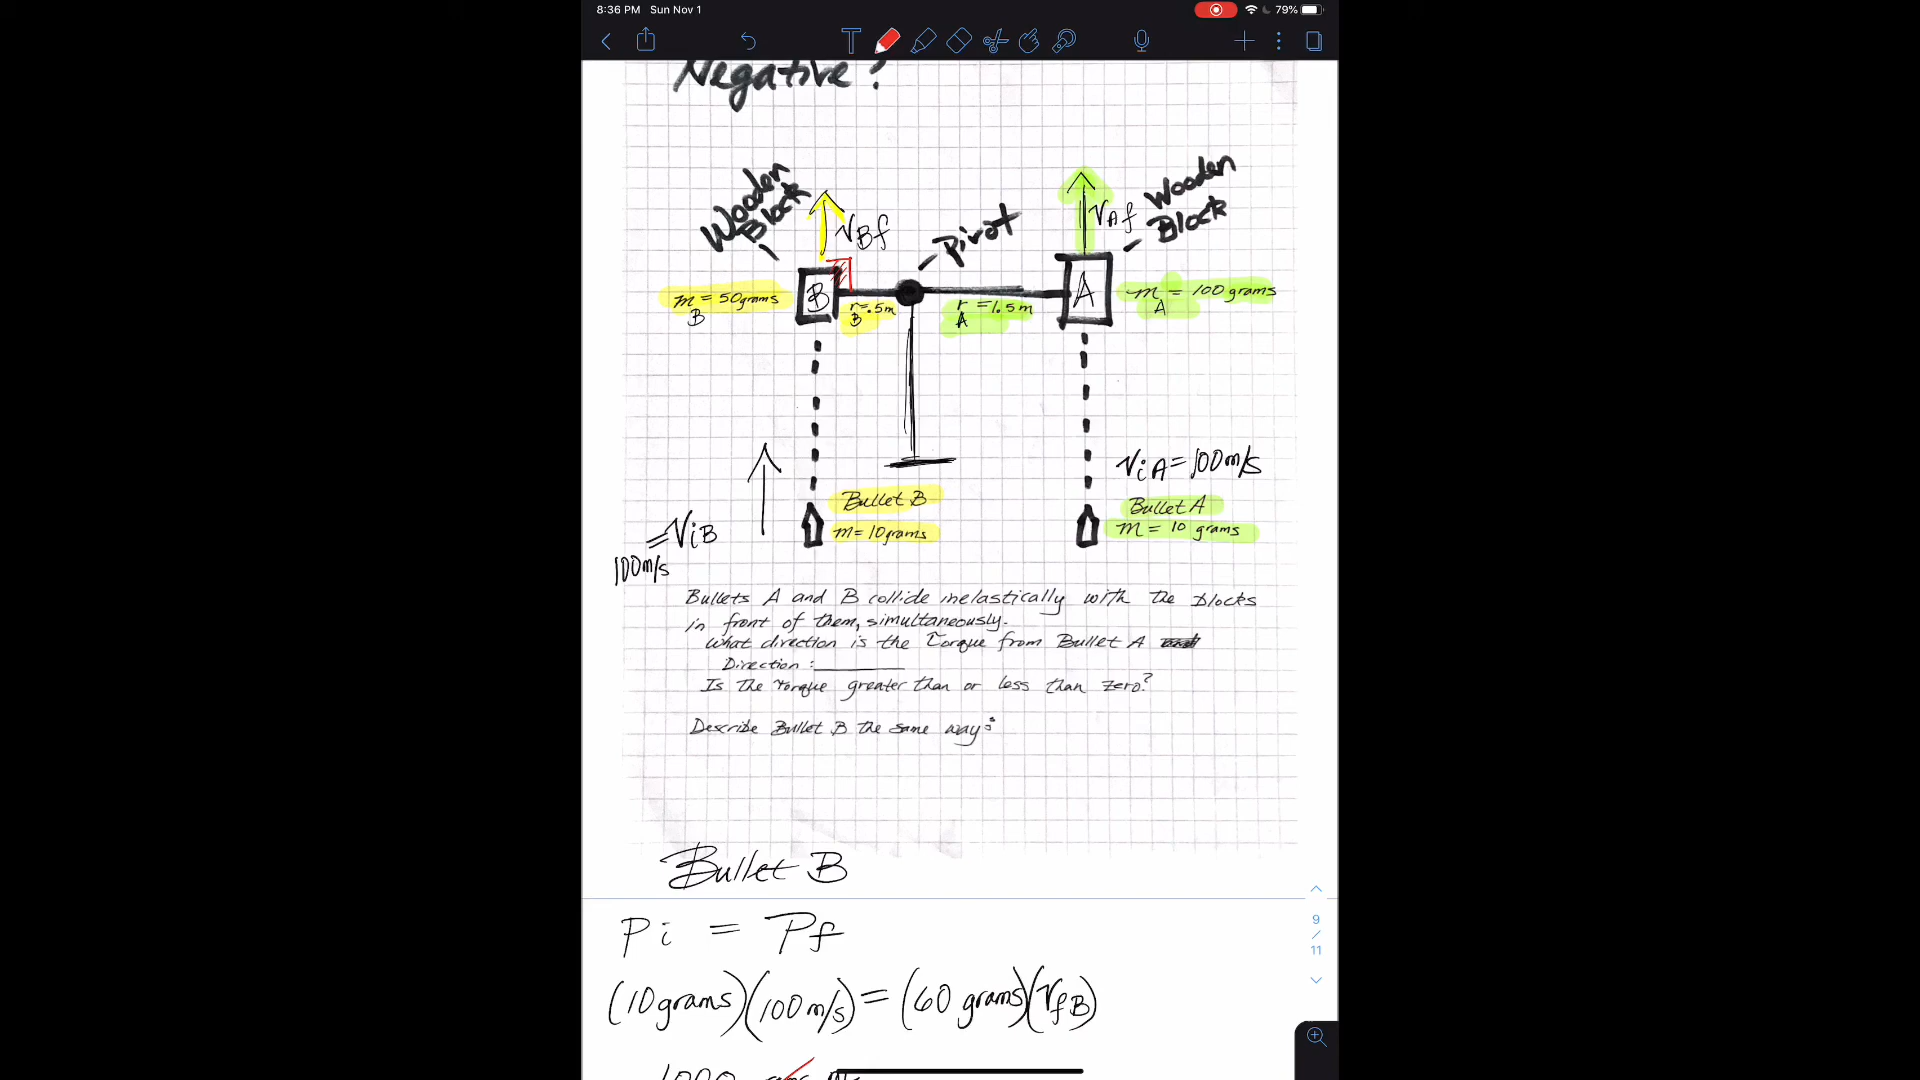 8:36 PM Sun Nov 1
79%
T
Negative?
Wooden
Block
VBf
Pivot
VAf
Wooden
Block
m = 50grams
B
B
r=.5m
B
r = 1.5m
A
A
m = 100 grams
A
ViA = 100m/s
Bullet B
m = 10grams
Bullet A
m = 10 grams
= ViB
100m/s
Bullets A and B collide inelastically with the blocks
in front of them, simultaneously.
What direction is the Torque from Bullet A
Direction : ________
Is the Torque greater than or less than zero?
Describe Bullet B the same way:
Bullet B
Pi = Pf
(10grams)(100m/s) = (60 grams)(VfB)
1000
9
/
11